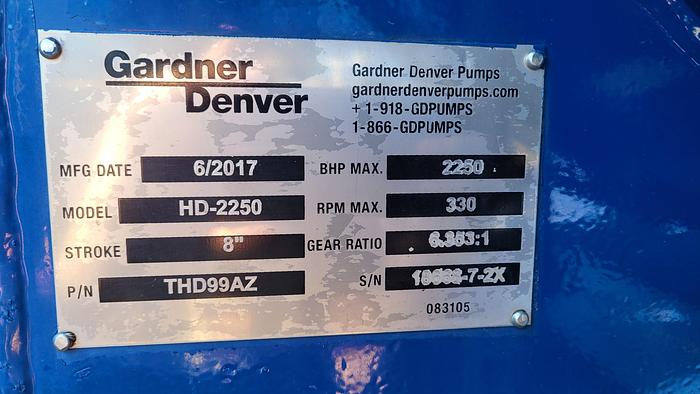 Gardner
Denver
Gardner Denver Pumps
gardnerdenverpumps.com
+1-918-GDPUMPS
1-866-GDPUMPS
MFG DATE 6/2017 BHP MAX. 2250
MODEL HD-2250 RPM MAX. 330
STROKE 8" GEAR RATIO 6.353:1
P/N THD99AZ S/N
083105